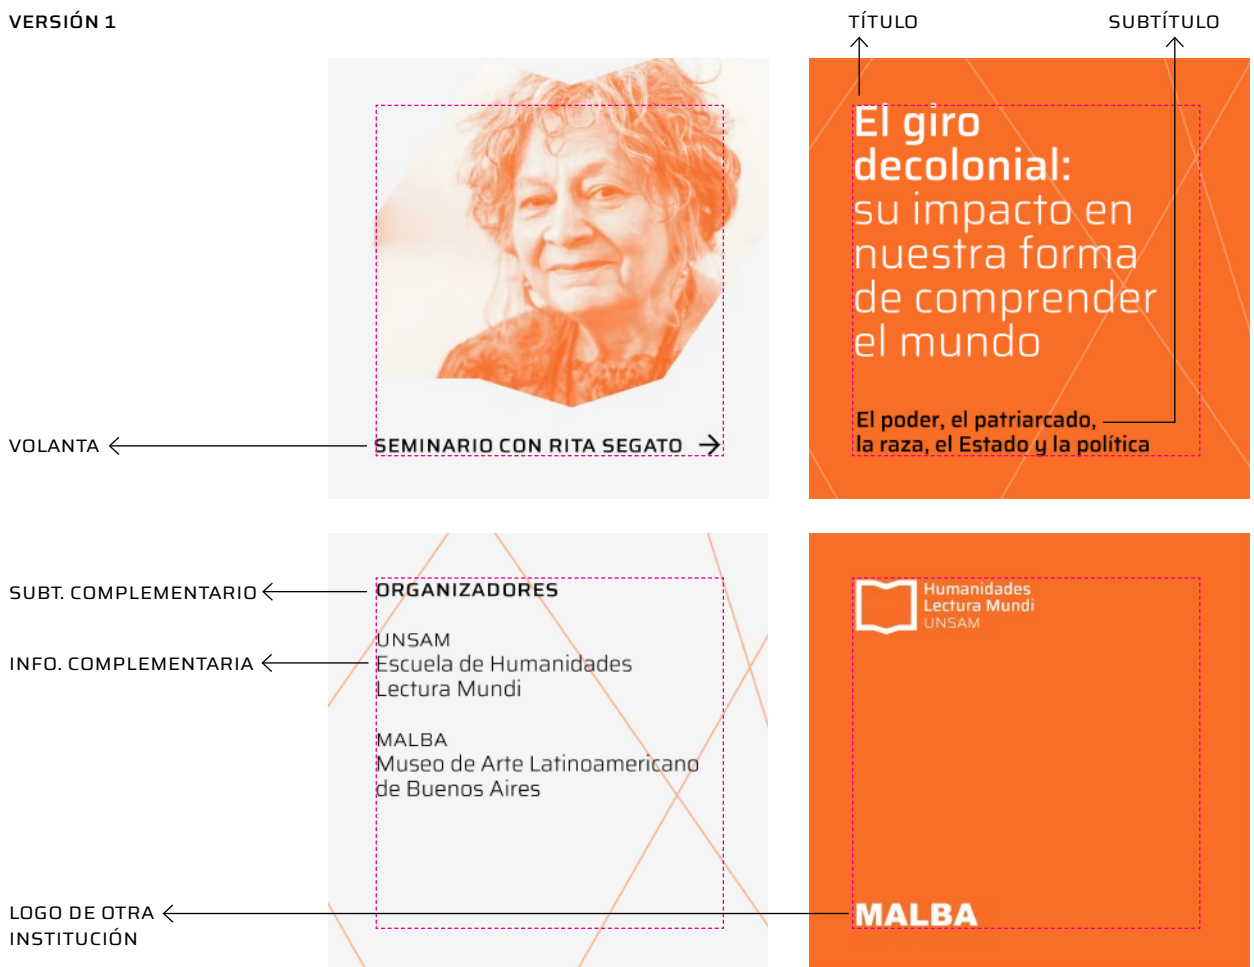 VERSIÓN 1
TÍTULO
SUBTÍTULO
El giro
decolonial:
su impacto en
nuestra forma
de comprender
el mundo
El poder, el patriarcado,
la raza, el Estado y la política
VOLANTA
SEMINARIO CON RITA SEGATO
SUBT. COMPLEMENTARIO
ORGANIZADORES
INFO. COMPLEMENTARIA
UNSAM
Escuela de Humanidades
Lectura Mundi
MALBA
Museo de Arte Latinoamericano
de Buenos Aires
Humanidades
Lectura Mundi
UNSAM
LOGO DE OTRA
INSTITUCIÓN
MALBA